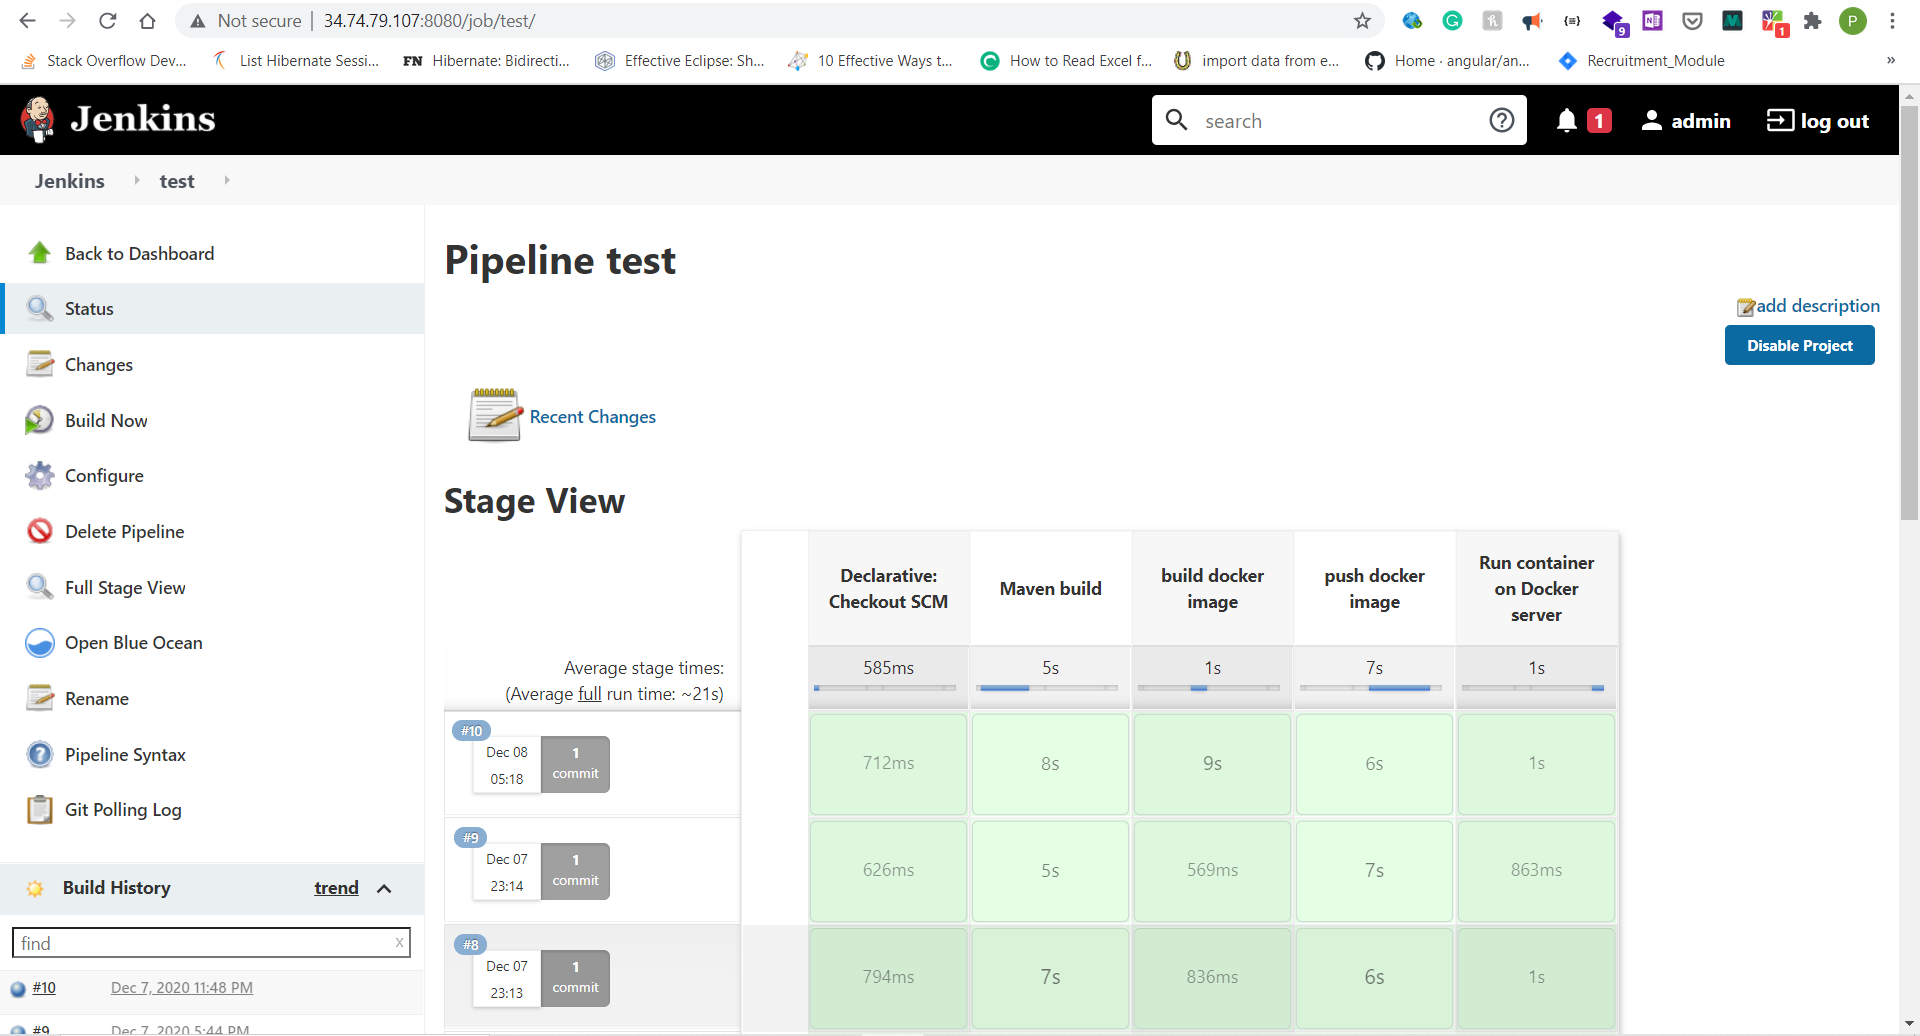 Not secure | 34.74.79.107:8080/job/test/
9
1
P
Stack Overflow Dev...
List Hibernate Sessi...
FN Hibernate: Bidirecti...
Effective Eclipse: Sh...
10 Effective Ways t...
How to Read Excel f...
import data from e...
Home · angular/an...
Recruitment_Module
»
Jenkins
search
1
admin
log out
Jenkins
test
Back to Dashboard
Status
Changes
Build Now
Configure
Delete Pipeline
Full Stage View
Open Blue Ocean
Rename
Pipeline Syntax
Git Polling Log
Build History
trend
find
x
#10 Dec 7, 2020 11:48 PM
#9 Dec 7, 2020 5:44 PM
Pipeline test
add description
Disable Project
Recent Changes
Stage View
Declarative:
Checkout SCM
Maven build
build docker
image
push docker
image
Run container
on Docker
server
Average stage times:
(Average full run time: ~21s)
585ms 5s 1s 7s 1s
#10
Dec 08
05:18
1
commit
712ms 8s 9s 6s 1s
#9
Dec 07
23:14
1
commit
626ms 5s 569ms 7s 863ms
#8
Dec 07
23:13
1
commit
794ms 7s 836ms 6s 1s